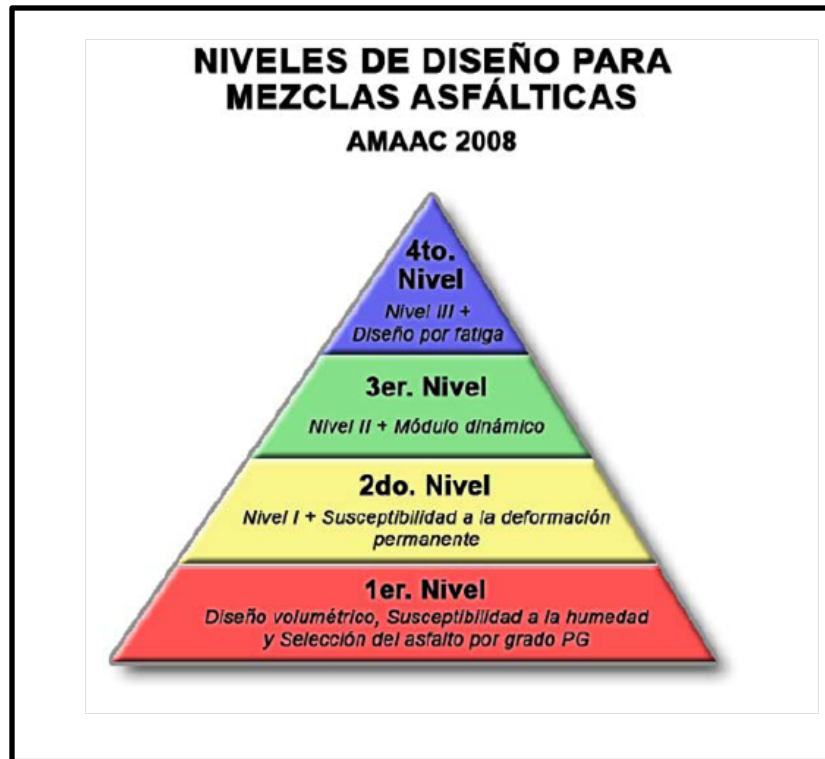 NIVELES DE DISEÑO PARA
MEZCLAS ASFÁLTICAS
AMAAC 2008
4to.
Nivel
Nivel III +
Diseño por fatiga
3er. Nivel
Nivel II + Módulo dinámico
2do. Nivel
Nivel I + Susceptibilidad a la deformación
permanente
1er. Nivel
Diseño volumétrico, Susceptibilidad a la humedad
y Selección del asfalto por grado PG